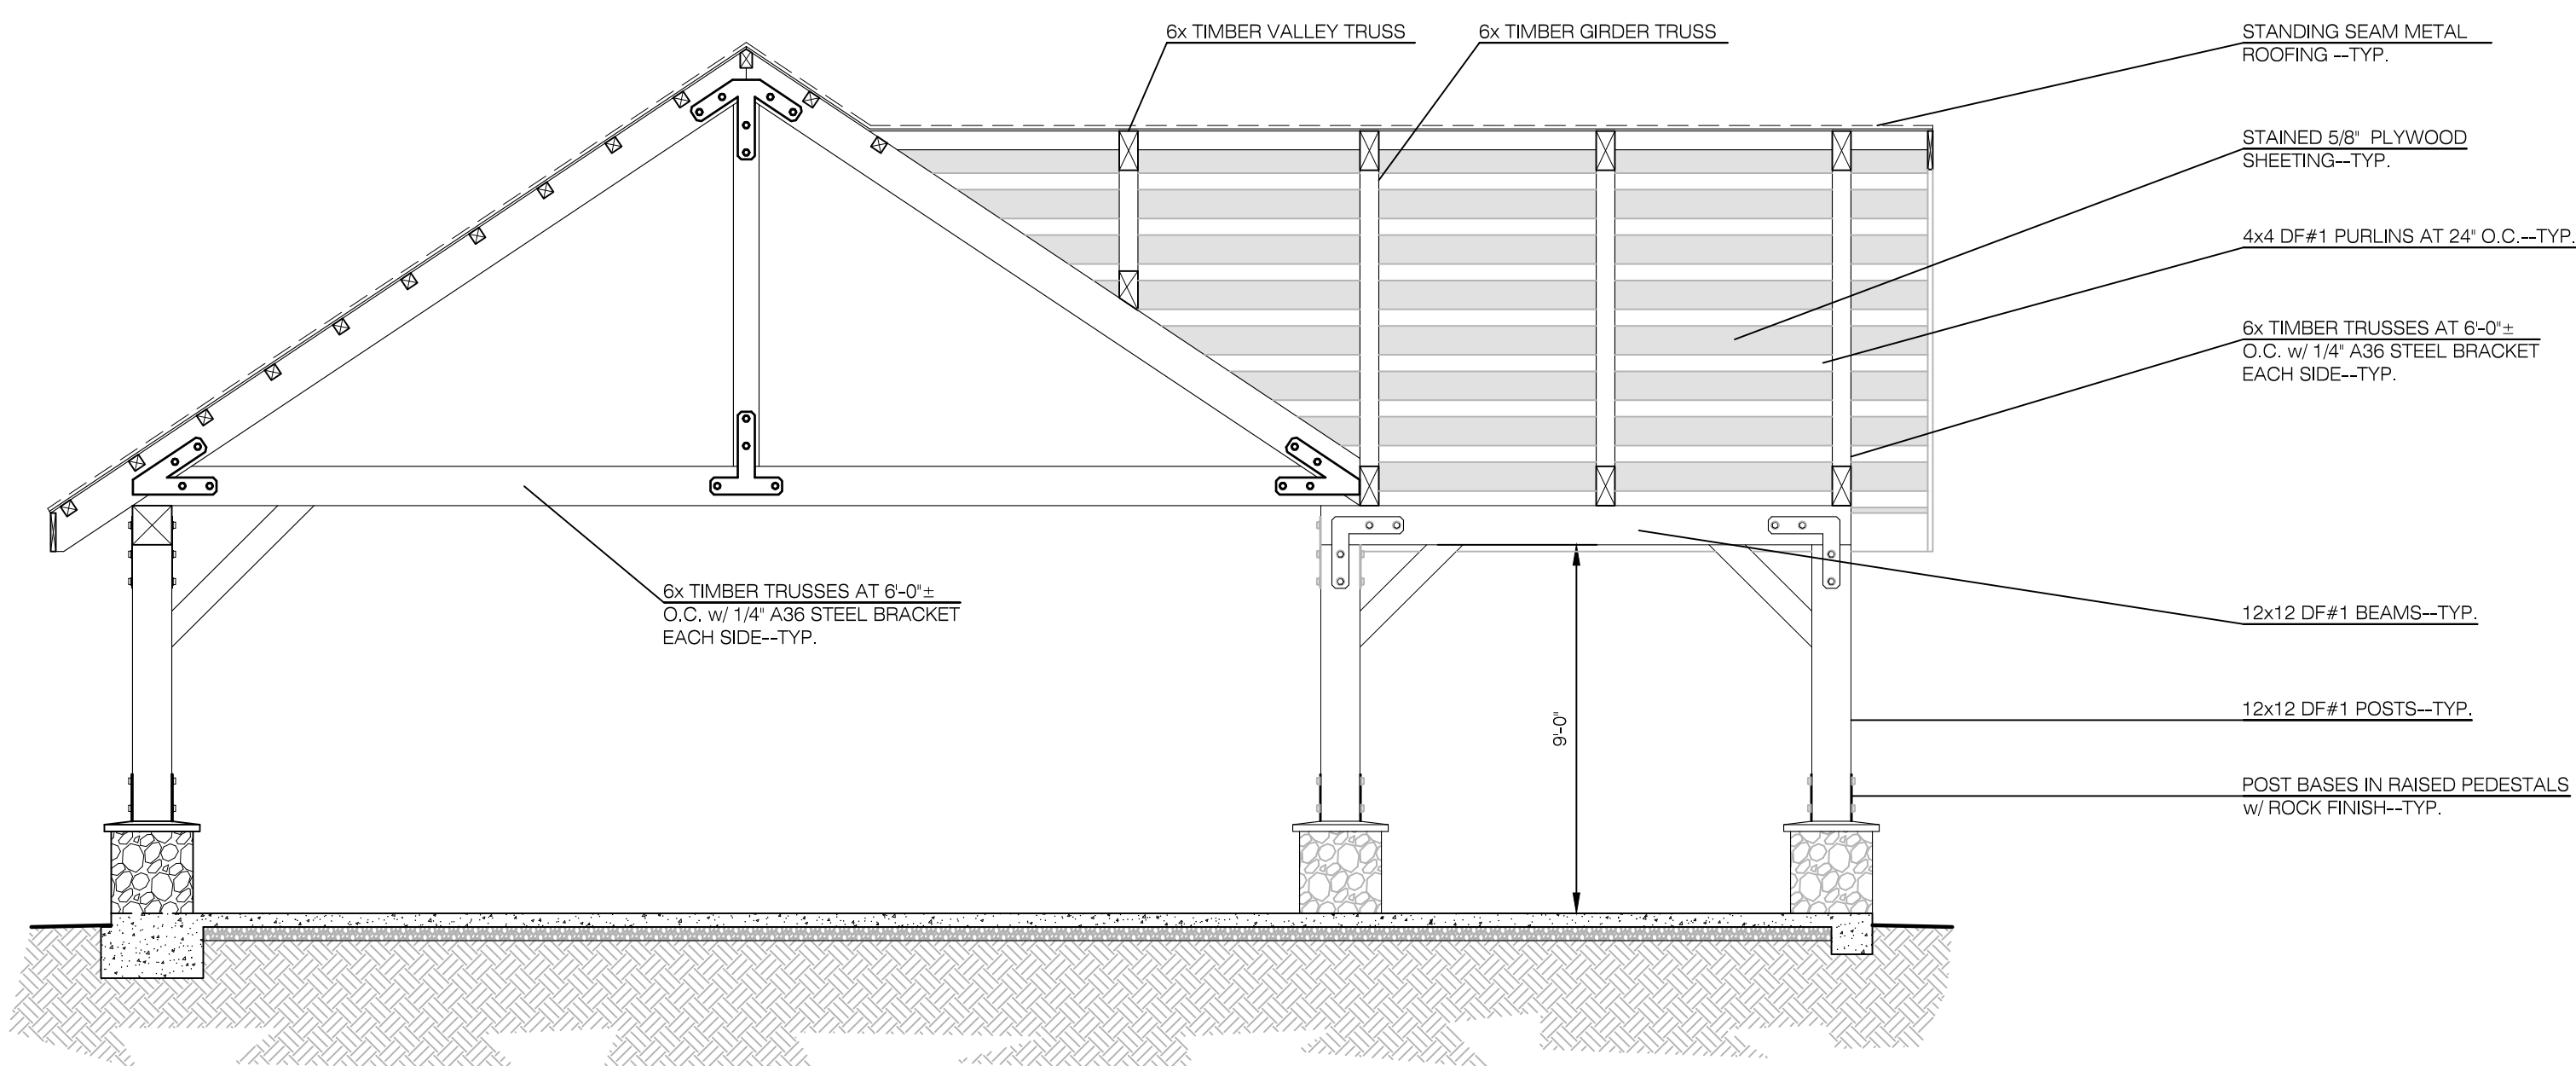 6x TIMBER VALLEY TRUSS
6x TIMBER GIRDER TRUSS
STANDING SEAM METAL
ROOFING --TYP.
STAINED 5/8" PLYWOOD
SHEETING--TYP.
4x4 DF#1 PURLINS AT 24" O.C.--TYP.
6x TIMBER TRUSSES AT 6'-0"±
O.C. w/ 1/4" A36 STEEL BRACKET
EACH SIDE--TYP.
6x TIMBER TRUSSES AT 6'-0"±
O.C. w/ 1/4" A36 STEEL BRACKET
EACH SIDE--TYP.
12x12 DF#1 BEAMS--TYP.
9'-0"
12x12 DF#1 POSTS--TYP.
POST BASES IN RAISED PEDESTALS
w/ ROCK FINISH--TYP.